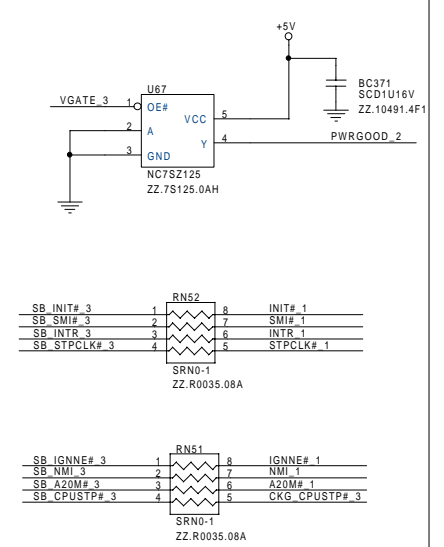 +5V
U67
BC371
SCD1U16V
ZZ.10491.4F1
VGATE_3 1 OE#
VCC 5
2 A
Y 4 PWRGOOD_2
3 GND
NC7SZ125
ZZ.7S125.0AH
RN52
SB_INIT#_3 1 8 INIT#_1
SB_SMI#_3 2 7 SMI#_1
SB_INTR_3 3 6 INTR_1
SB_STPCLK#_3 4 5 STPCLK#_1
SRN0-1
ZZ.R0035.08A
RN51
SB_IGNNE#_3 1 8 IGNNE#_1
SB_NMI_3 2 7 NMI_1
SB_A20M#_3 3 6 A20M#_1
SB_CPUSTP#_3 4 5 CKG_CPUSTP#_3
SRN0-1
ZZ.R0035.08A